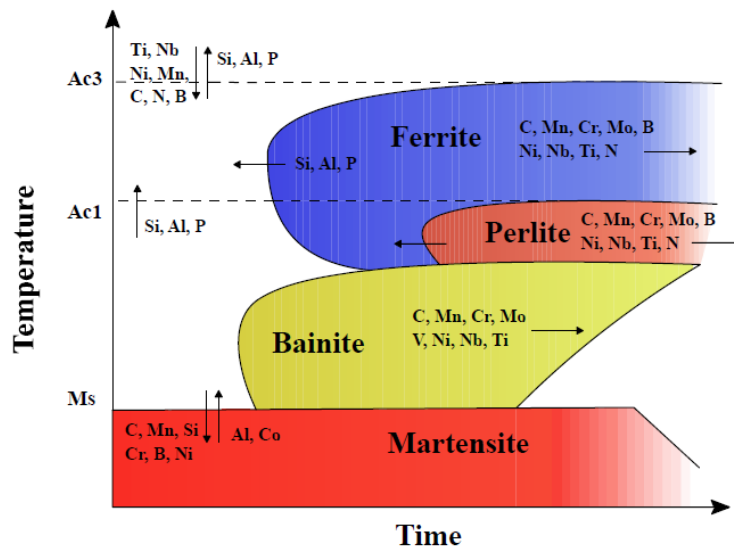 Ti, Nb
Si, Al, P
Ni, Mn,
Ac3
C, N, B
Ferrite
C, Mn, Cr, Mo, B
Ni, Nb, Ti, N
Si, Al, P
Ac1
Si, Al, P
Perlite
C, Mn, Cr, Mo, B
Ni, Nb, Ti, N
Temperature
Bainite
C, Mn, Cr, Mo
V, Ni, Nb, Ti
Ms
C, Mn, Si
Cr, B, Ni
Al, Co
Martensite
Time